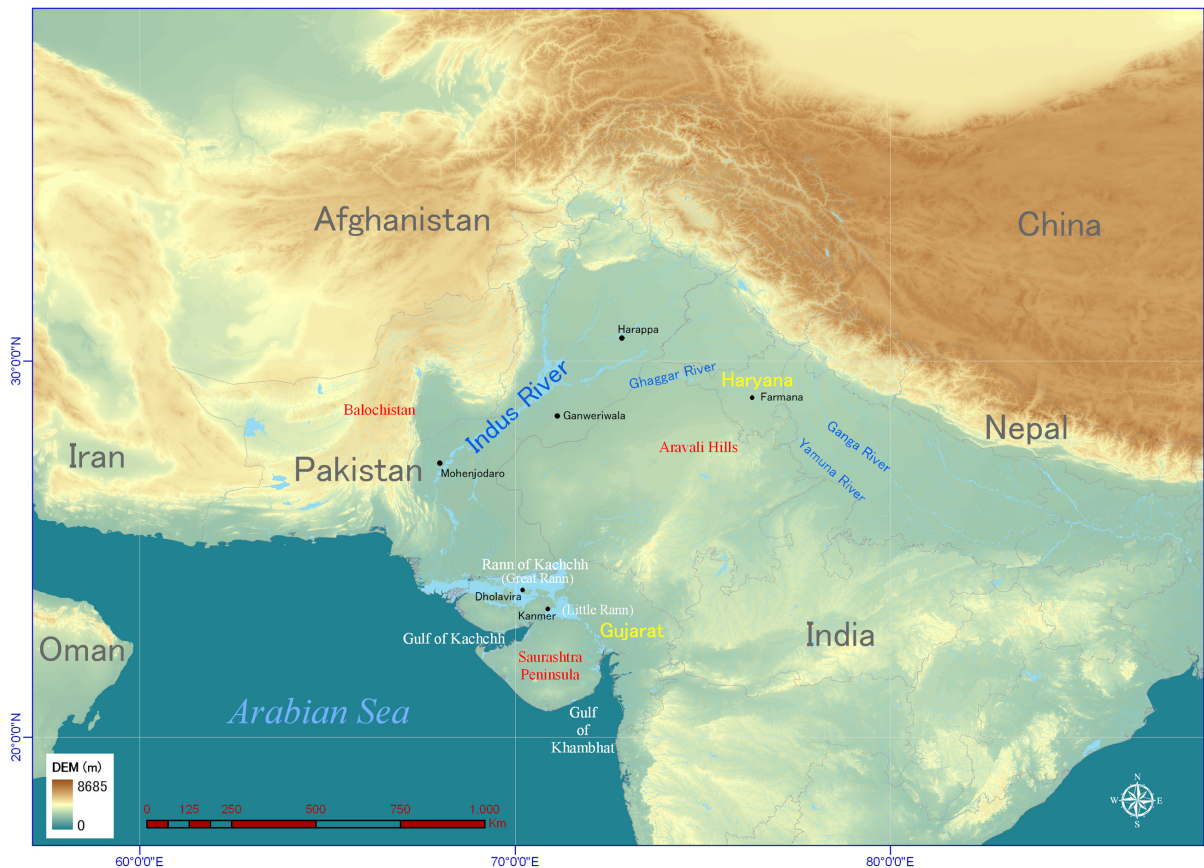 Afghanistan
China
Harappa
30°0'0"N
Ghaggar River
Indus River
Haryana
Farmana
Balochistan
Ganweriwala
Nepal
Ganga River
Aravali Hills
Iran
Pakistan
Mohenjodaro
Yamuna River
Rann of Kachchh
(Great Rann)
Dholavira
Kanmer
(Little Rann)
Gujarat
Gulf of Kachchh
India
Oman
Saurashtra
Peninsula
Arabian Sea
Gulf
of
Khambhat
20°0'0"N
DEM (m)
8685
0
0 125 250 500 750 1,000
Km
N
W E
S
60°0'0"E 70°0'0"E 80°0'0"E